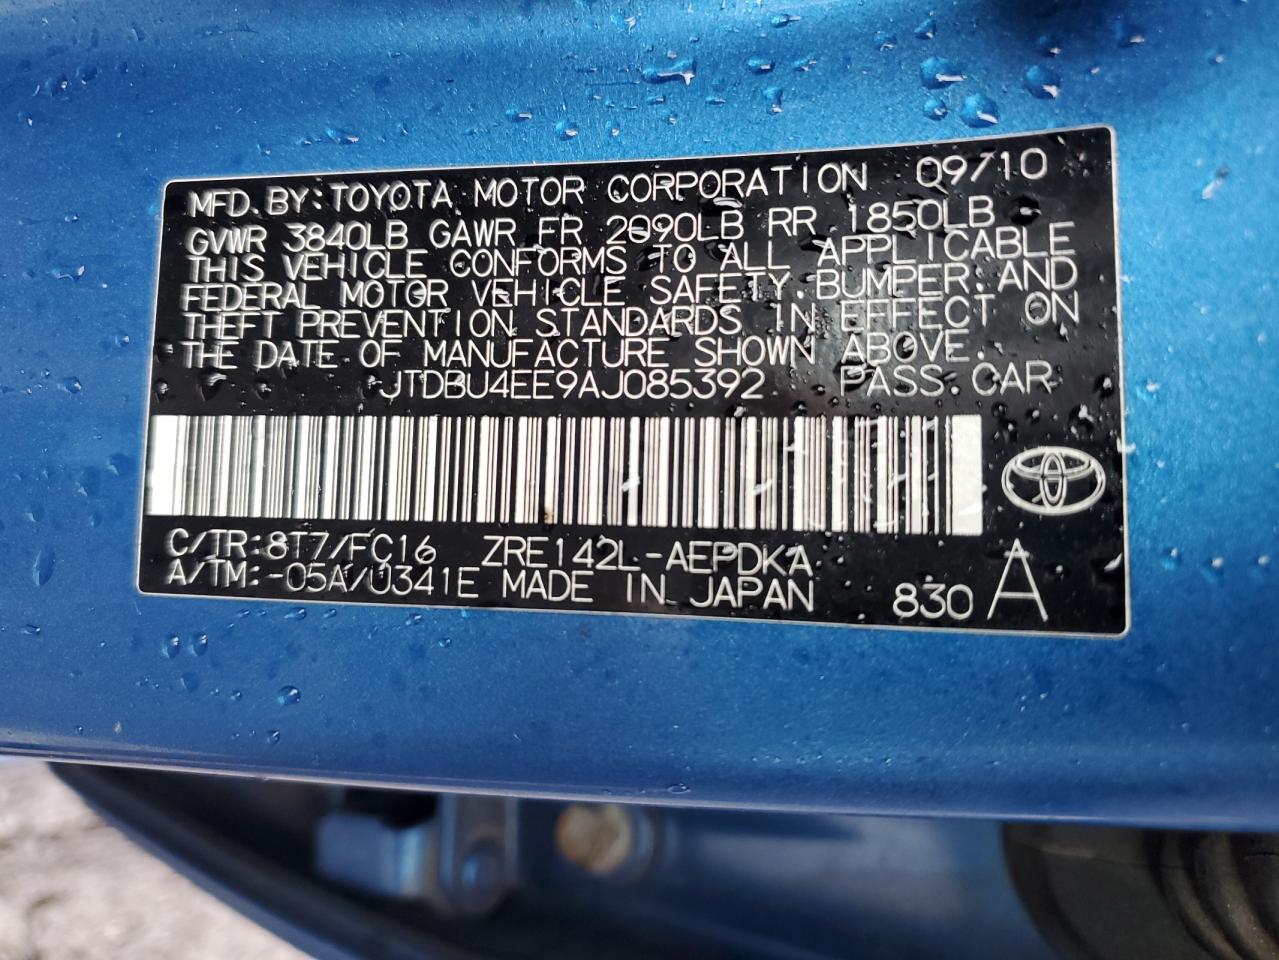 MFD. BY: TOYOTA MOTOR CORPORATION 09/10
GVWR 3840LB GAWR FR 2090LB RR 1850LB
THIS VEHICLE CONFORMS TO ALL APPLICABLE
FEDERAL MOTOR VEHICLE SAFETY, BUMPER, AND
THEFT PREVENTION STANDARDS IN EFFECT ON
THE DATE OF MANUFACTURE SHOWN ABOVE.
JTDBU4EE9AJ085392 PASS. CAR
C/TR: 8T7/FC16 ZRE142L-AEPDKA
A/TM: -05A/U341E MADE IN JAPAN 830 A